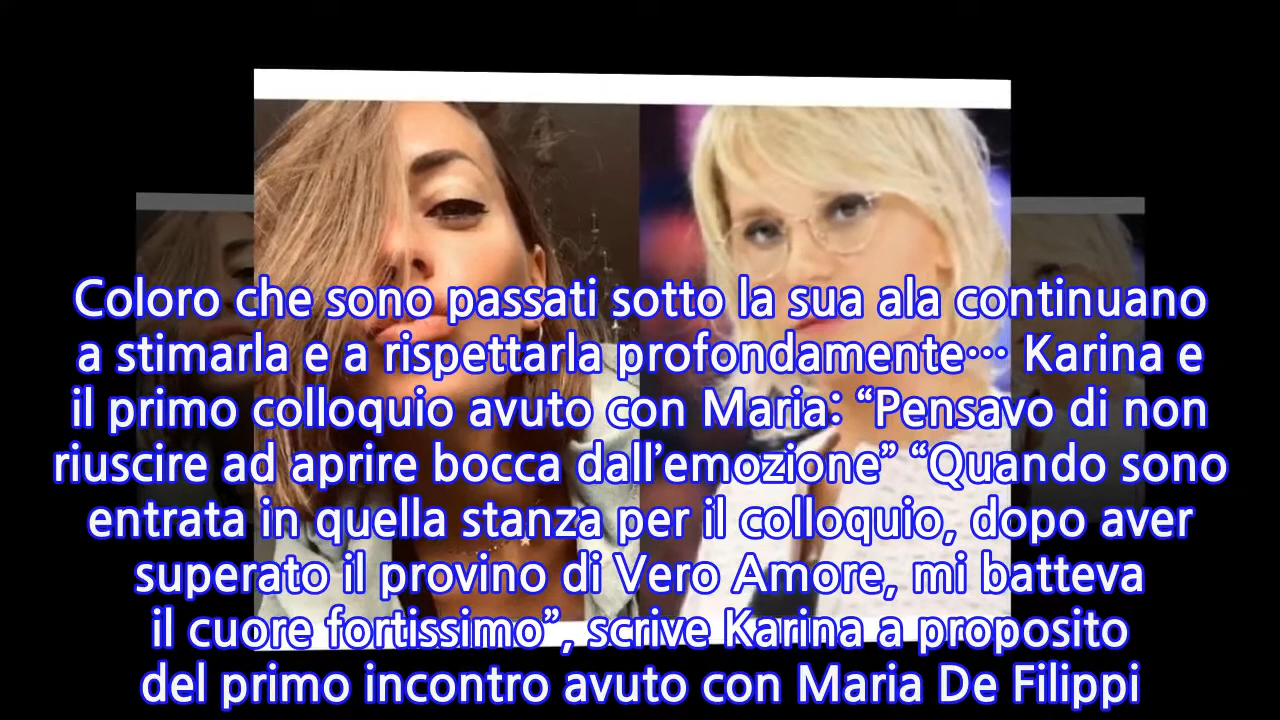 Coloro che sono passati sotto la sua ala continuano
a stimarla e a rispettarla profondamente… Karina e
il primo colloquio avuto con Maria: “Pensavo di non
riuscire ad aprire bocca dall’emozione” “Quando sono
entrata in quella stanza per il colloquio, dopo aver
superato il provino di Vero Amore, mi batteva
il cuore fortissimo”, scrive Karina a proposito
del primo incontro avuto con Maria De Filippi